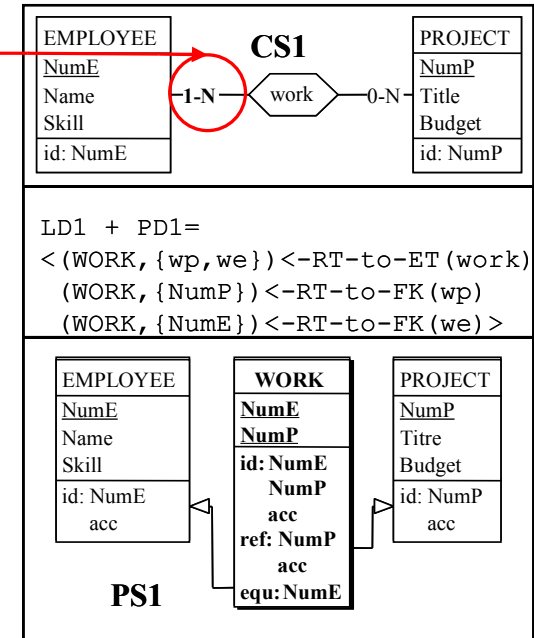 EMPLOYEE
NumE
Name
Skill
id: NumE
CS1
1-N
work
0-N
PROJECT
NumP
Title
Budget
id: NumP
LD1 + PD1=
<(WORK,{wp,we})<-RT-to-ET(work)
(WORK,{NumP})<-RT-to-FK(wp)
(WORK,{NumE})<-RT-to-FK(we)>
EMPLOYEE
NumE
Name
Skill
id: NumE
acc
WORK
NumE
NumP
id: NumE
NumP
acc
ref: NumP
acc
equ: NumE
PROJECT
NumP
Titre
Budget
id: NumP
acc
PS1